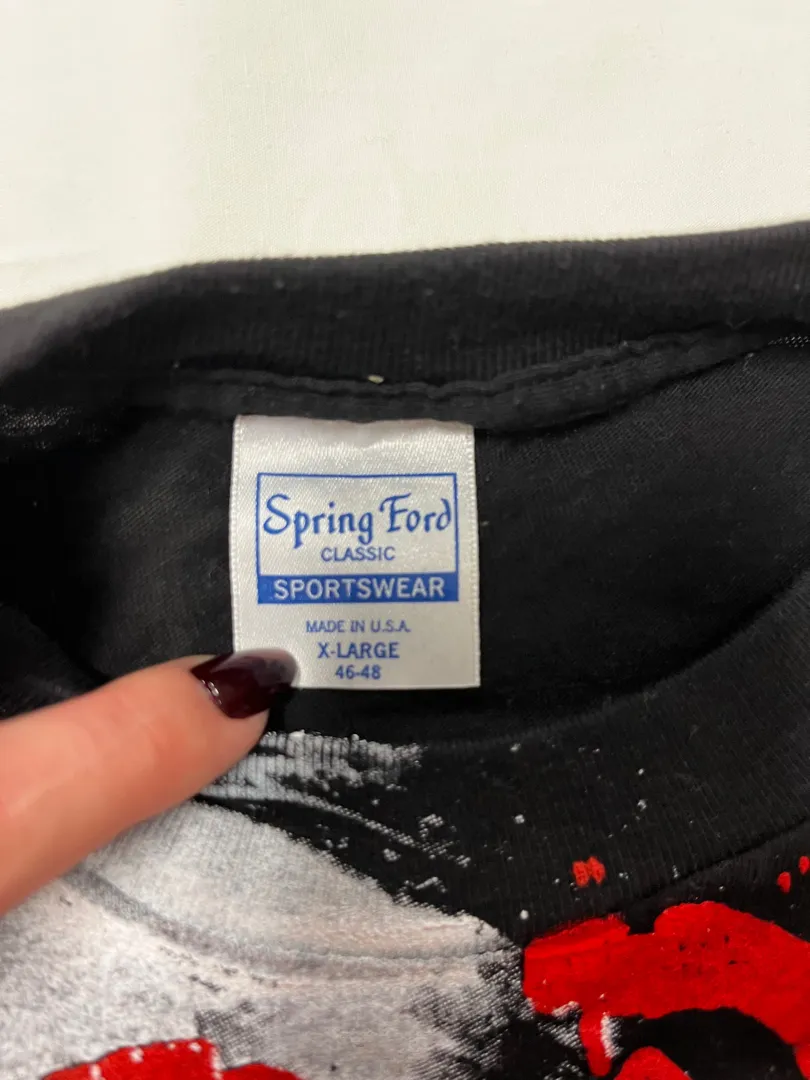 Spring Ford
CLASSIC
SPORTSWEAR
MADE IN U.S.A.
X-LARGE
46-48